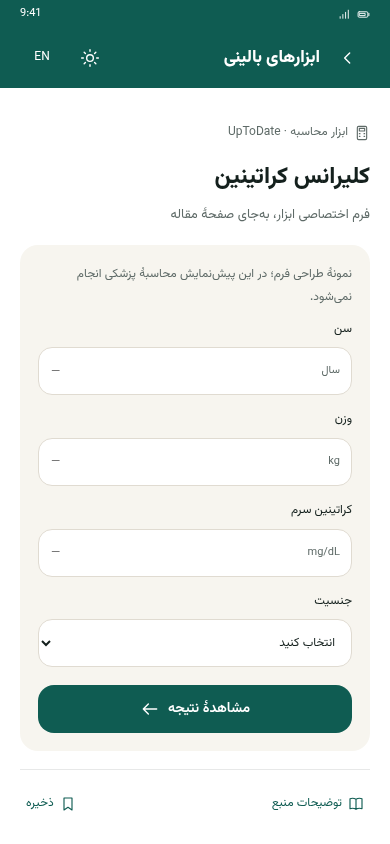 9:41
ابزارهای بالینی
EN
ابزار محاسبه · UpToDate
کلیرانس کراتینین
فرم اختصاصی ابزار، به‌جای صفحهٔ مقاله
نمونهٔ طراحی فرم؛ در این پیش‌نمایش محاسبهٔ پزشکی انجام
نمی‌شود.
سن
سال —
وزن
kg —
کراتینین سرم
mg/dL —
جنسیت
انتخاب کنید
مشاهدهٔ نتیجه
توضیحات منبع
ذخیره